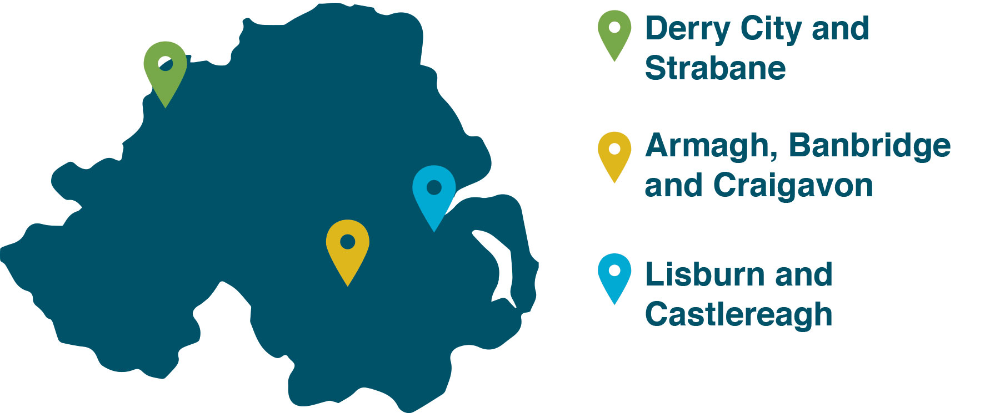 Derry City and
Strabane
Armagh, Banbridge
and Craigavon
Lisburn and
Castlereagh